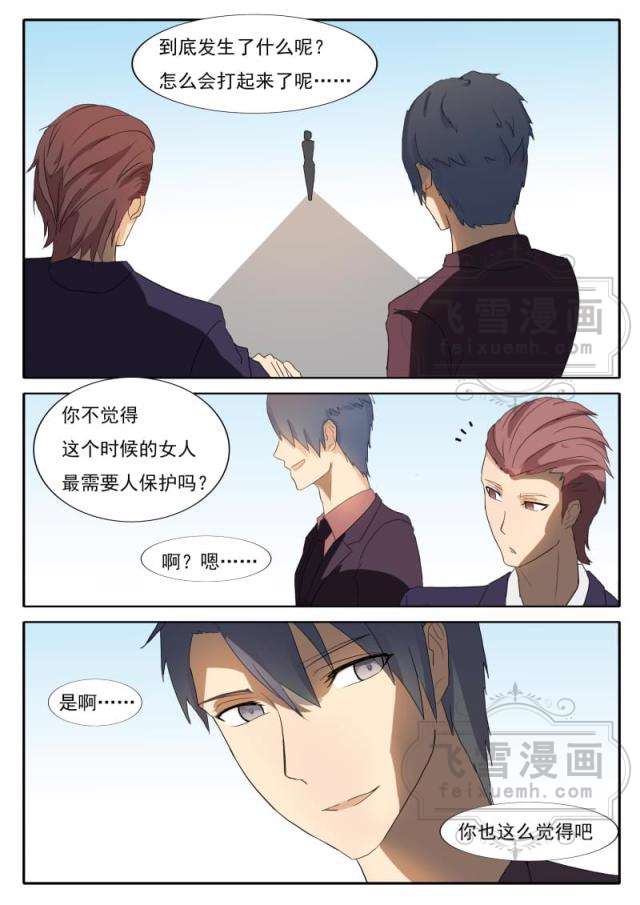 到底发生了什么呢？
怎么会打起来了呢……
飞雪漫画
feixuemh.com
你不觉得
这个时候的女人
最需要人保护吗？
啊？嗯……
是啊……
飞雪漫画
feixuemh.com
你也这么觉得吧